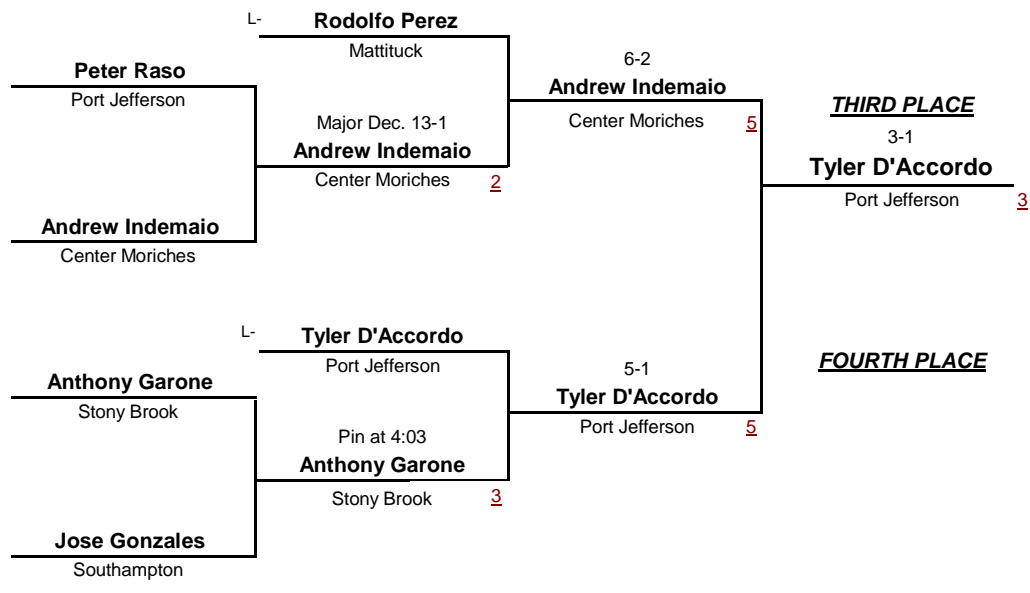 L-
Rodolfo Perez
Mattituck
Peter Raso
Port Jefferson
Major Dec. 13-1
Andrew Indemaio
Center Moriches 2
Andrew Indemaio
Center Moriches
6-2
Andrew Indemaio
Center Moriches 5
THIRD PLACE
3-1
Tyler D'Accordo
Port Jefferson 3
L-
Tyler D'Accordo
Port Jefferson
Anthony Garone
Stony Brook
Pin at 4:03
Anthony Garone
Stony Brook 3
Jose Gonzales
Southampton
5-1
Tyler D'Accordo
Port Jefferson 5
FOURTH PLACE